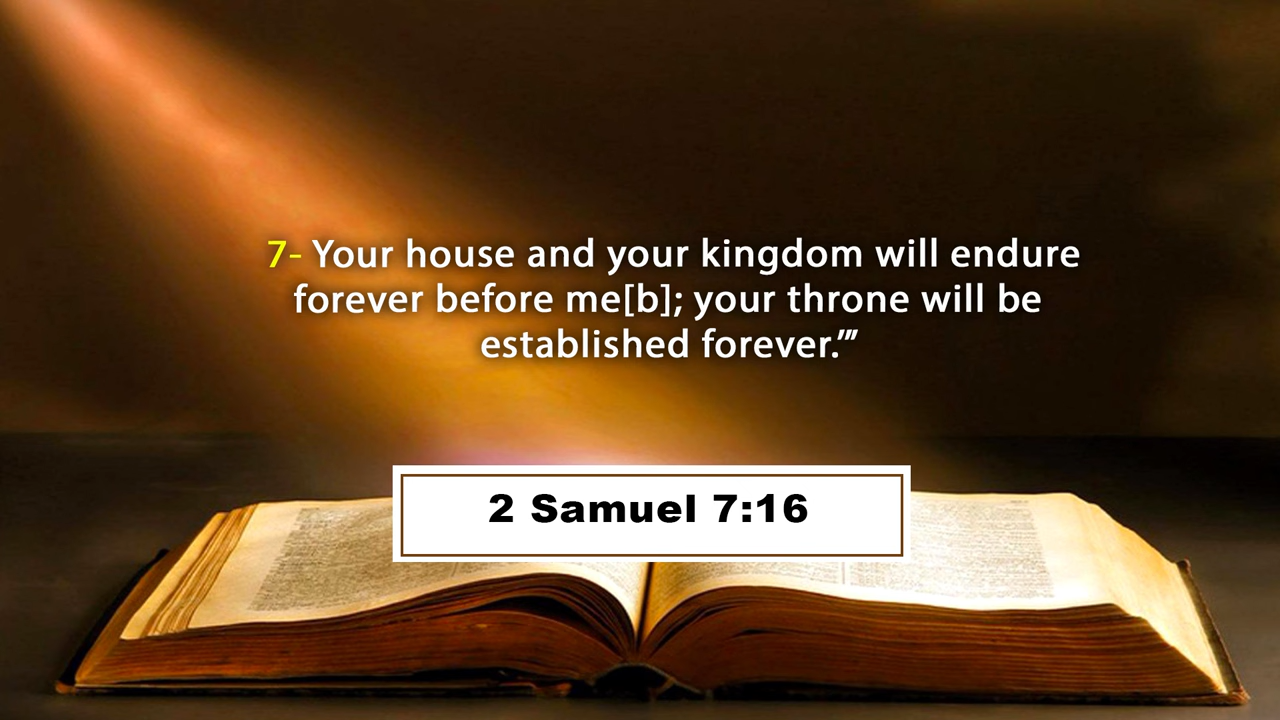 7- Your house and your kingdom will endure
forever before me[b]; your throne will be
established forever.’”
2 Samuel 7:16